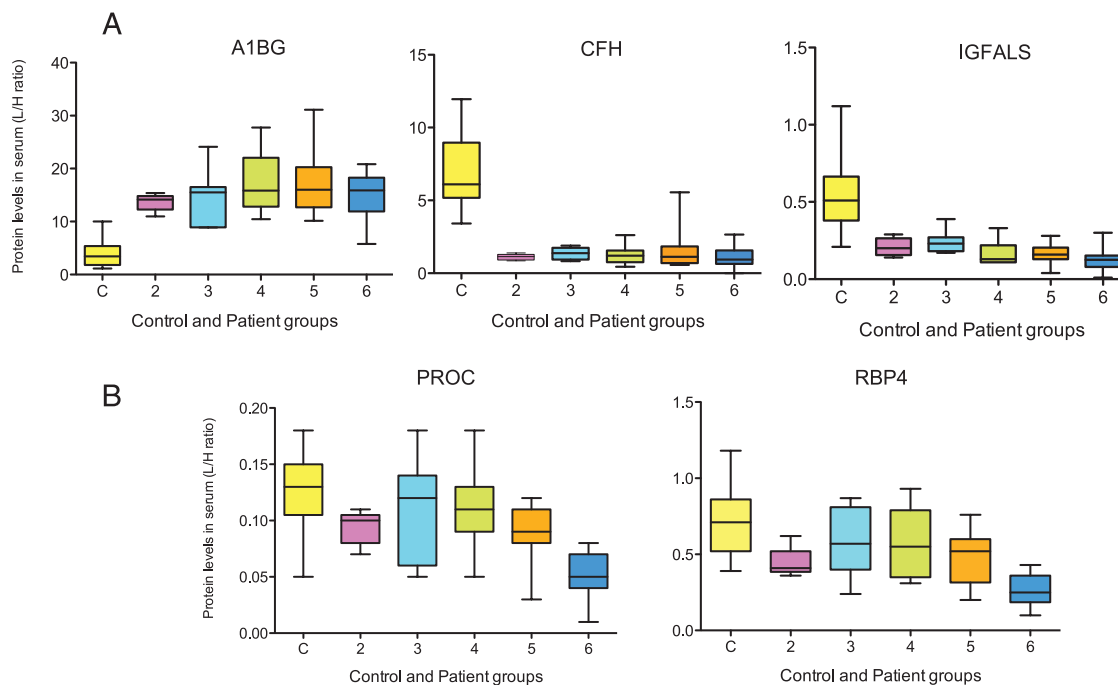 A
A1BG
CFH
IGFALS
Protein levels in serum (L/H ratio)
40
30
20
10
0
C 2 3 4 5 6
Control and Patient groups
15
10
5
0
C 2 3 4 5 6
Control and Patient groups
1.5
1.0
0.5
0.0
C 2 3 4 5 6
Control and Patient groups
B
PROC
RBP4
Protein levels in serum (L/H ratio)
0.20
0.15
0.10
0.05
0.00
C 2 3 4 5 6
Control and Patient groups
1.5
1.0
0.5
0.0
C 2 3 4 5 6
Control and Patient groups